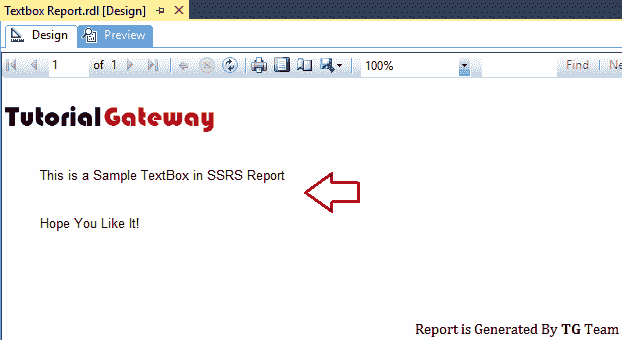 Textbox Report.rdl [Design]
Design Preview
1 of 1 100% Find Ne
TutorialGateway
This is a Sample TextBox in SSRS Report
Hope You Like It!
Report is Generated By TG Team